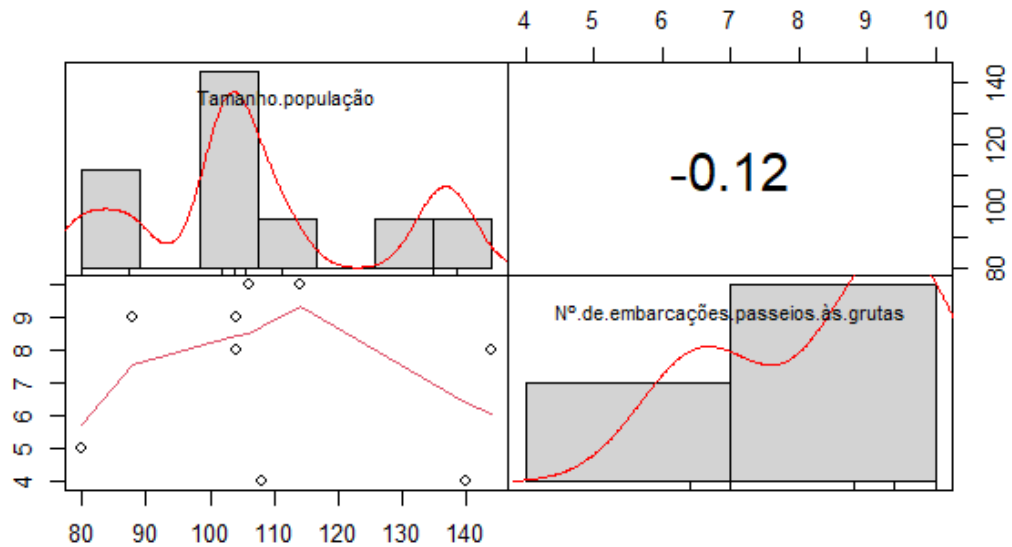 4 5 6 7 8 9 10
Tamanho.população
-0.12
80 100 120 140
Nº.de.embarcações.passeios.às.grutas
4 5 6 7 8 9
80 90 100 110 120 130 140